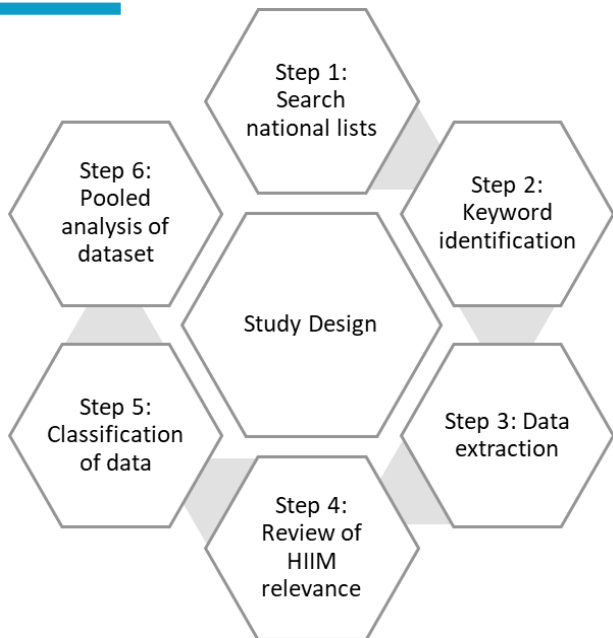 Step 1:
Search
national lists
Step 2:
Keyword
identification
Step 3: Data
extraction
Step 4:
Review of
HIIM
relevance
Step 5:
Classification
of data
Step 6:
Pooled
analysis of
dataset
Study Design